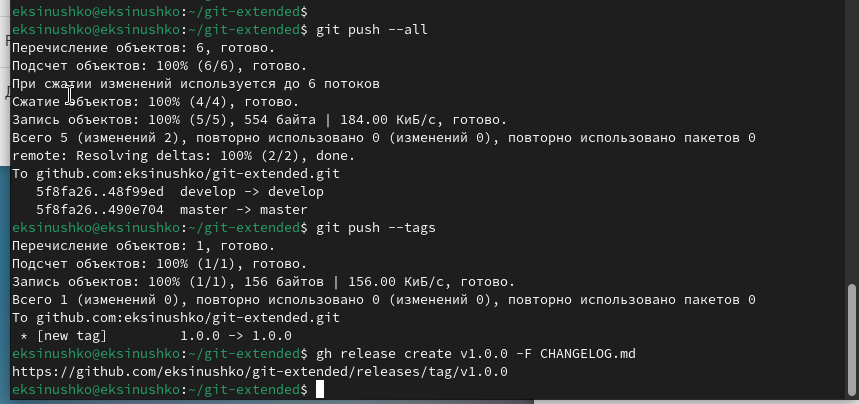 eksinushko@eksinushko:~/git-extended$
eksinushko@eksinushko:~/git-extended$ git push --all
Перечисление объектов: 6, готово.
Подсчет объектов: 100% (6/6), готово.
При сжатии изменений используется до 6 потоков
Сжатие объектов: 100% (4/4), готово.
Запись объектов: 100% (5/5), 554 байта | 184.00 КиБ/с, готово.
Всего 5 (изменений 2), повторно использовано 0 (изменений 0), повторно использовано пакетов 0
remote: Resolving deltas: 100% (2/2), done.
To github.com:eksinushko/git-extended.git
   5f8fa26..48f99ed  develop -> develop
   5f8fa26..490e704  master -> master
eksinushko@eksinushko:~/git-extended$ git push --tags
Перечисление объектов: 1, готово.
Подсчет объектов: 100% (1/1), готово.
Запись объектов: 100% (1/1), 156 байтов | 156.00 КиБ/с, готово.
Всего 1 (изменений 0), повторно использовано 0 (изменений 0), повторно использовано пакетов 0
To github.com:eksinushko/git-extended.git
 * [new tag]         1.0.0 -> 1.0.0
eksinushko@eksinushko:~/git-extended$ gh release create v1.0.0 -F CHANGELOG.md
https://github.com/eksinushko/git-extended/releases/tag/v1.0.0
eksinushko@eksinushko:~/git-extended$